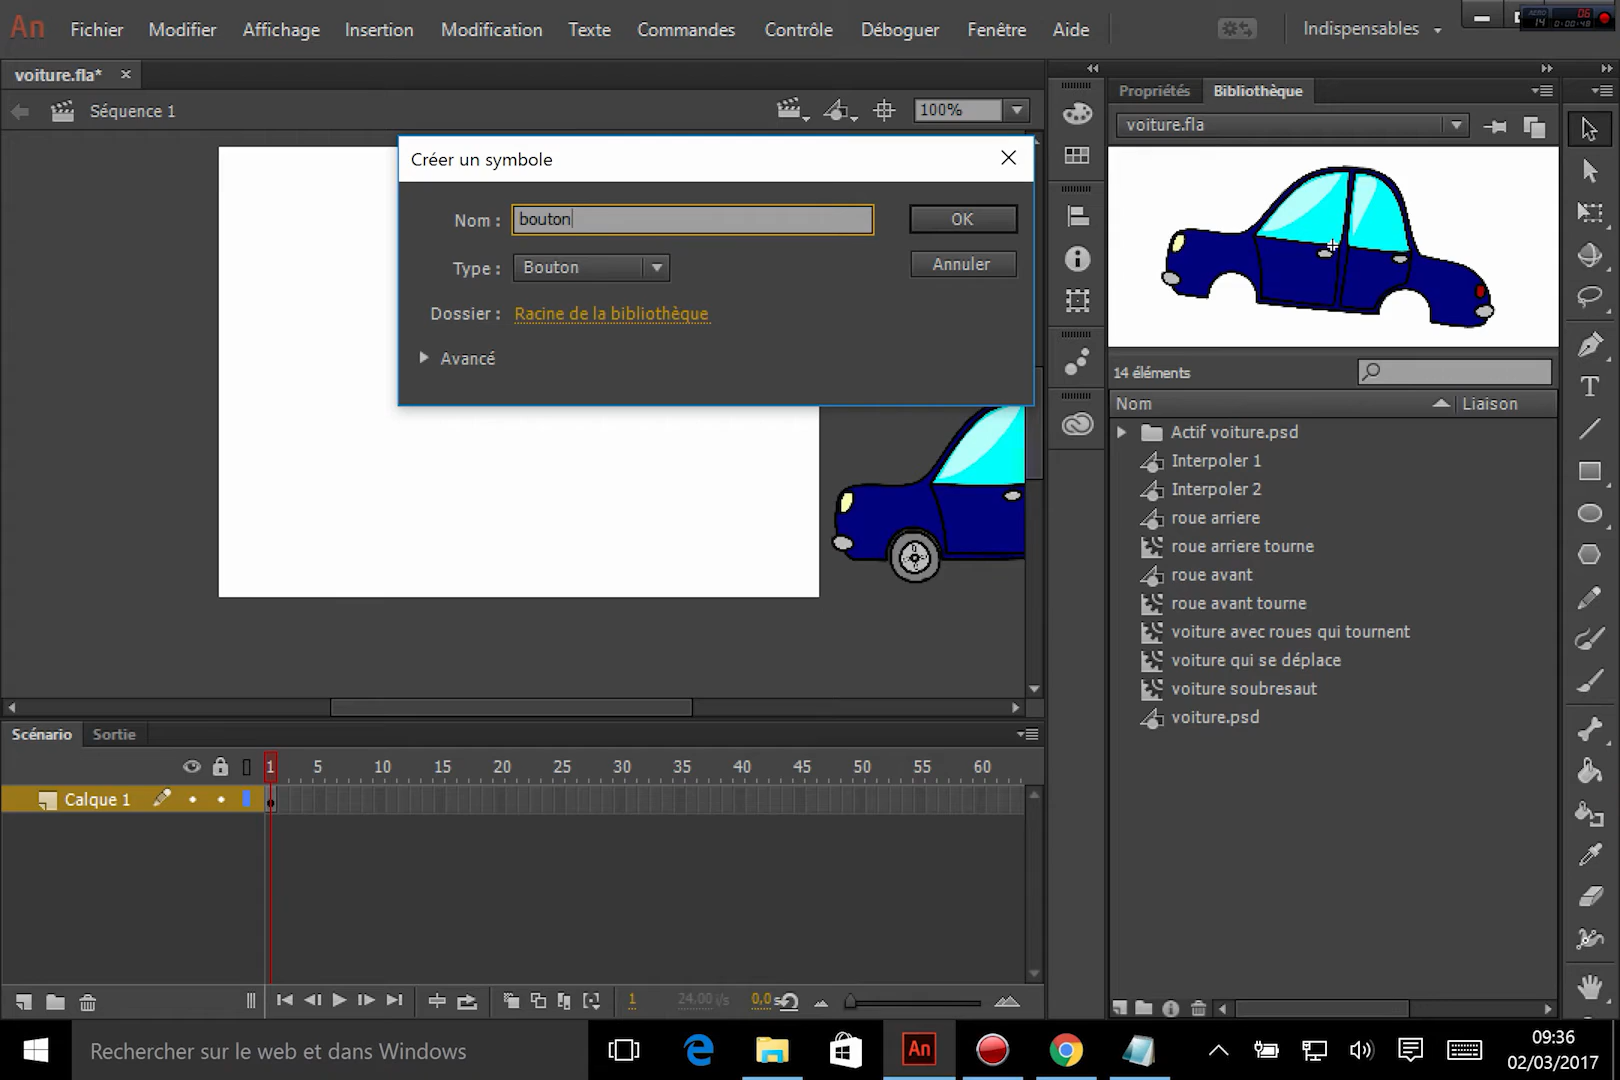 An Fichier Modifier Affichage Insertion Modification Texte Commandes Contrôle Déboguer Fenêtre Aide Indispensables
voiture.fla*
Séquence 1 100%
Créer un symbole
Nom : bouton OK
Type : Bouton Annuler
Dossier : Racine de la bibliothèque
Avancé
Propriétés Bibliothèque
voiture.fla
14 éléments
Nom Liaison
Actif voiture.psd
Interpoler 1
Interpoler 2
roue arriere
roue arriere tourne
roue avant
roue avant tourne
voiture avec roues qui tournent
voiture qui se déplace
voiture soubresaut
voiture.psd
Scénario Sortie
1 5 10 15 20 25 30 35 40 45 50 55 60
Calque 1
1 24,00 i/s 0,0 s
Rechercher sur le web et dans Windows
An
09:36
02/03/2017